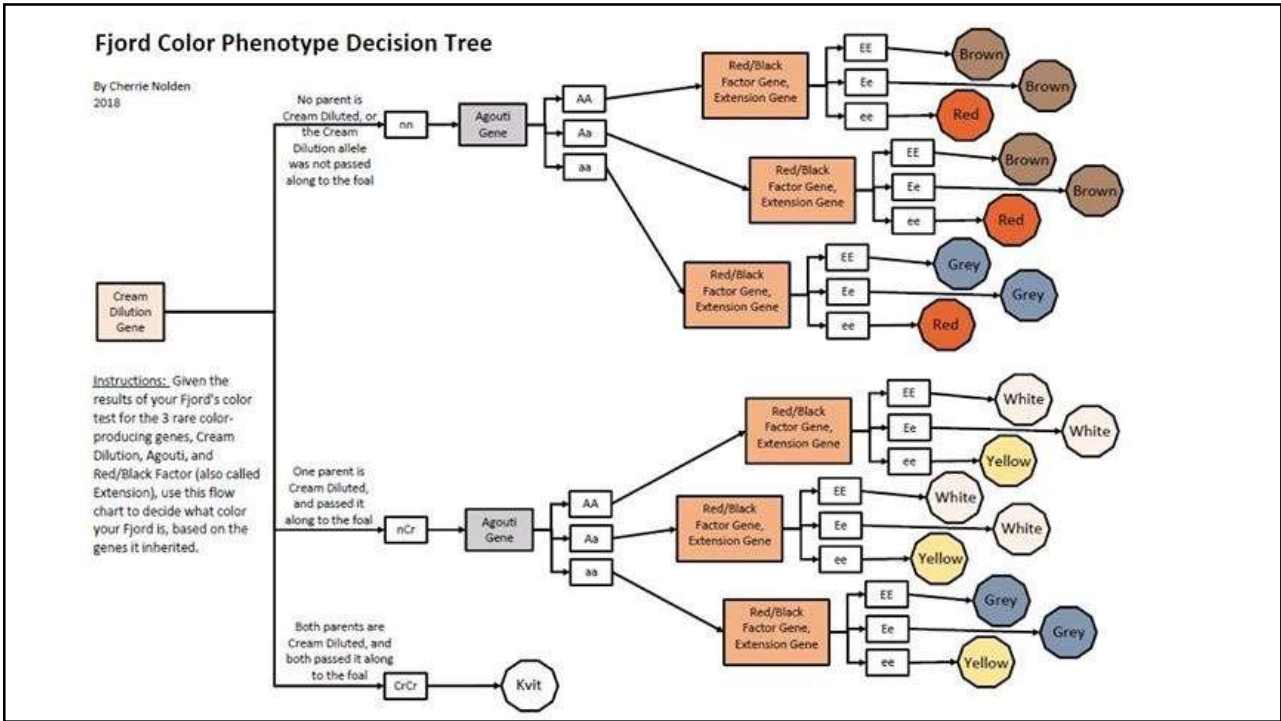 Fjord Color Phenotype Decision Tree
By Cherrie Nolden
2018
No parent is
Cream Diluted, or
the Cream
Dilution allele
was not passed
along to the foal
nn
Agouti
Gene
AA
Aa
aa
Red/Black
Factor Gene,
Extension Gene
EE
Ee
ee
Brown
Brown
Red
Red/Black
Factor Gene,
Extension Gene
EE
Ee
ee
Brown
Brown
Red
Red/Black
Factor Gene,
Extension Gene
EE
Ee
ee
Grey
Grey
Red
Cream
Dilution
Gene
Instructions: Given the
results of your Fjord's color
test for the 3 rare color-
producing genes, Cream
Dilution, Agouti, and
Red/Black Factor (also called
Extension), use this flow
chart to decide what color
your Fjord is, based on the
genes it inherited.
One parent is
Cream Diluted,
and passed it
along to the foal
nCr
Agouti
Gene
AA
Aa
aa
Red/Black
Factor Gene,
Extension Gene
EE
Ee
ee
White
White
Yellow
Red/Black
Factor Gene,
Extension Gene
EE
Ee
ee
White
White
Yellow
Red/Black
Factor Gene,
Extension Gene
EE
Ee
ee
Grey
Grey
Yellow
Both parents are
Cream Diluted, and
both passed it along
to the foal
CrCr
Kvit